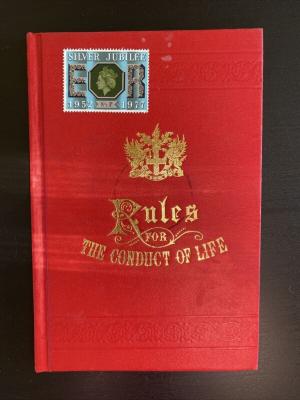 SILVER JUBILEE
E R
1952 1977
Rules
FOR
THE CONDUCT OF LIFE